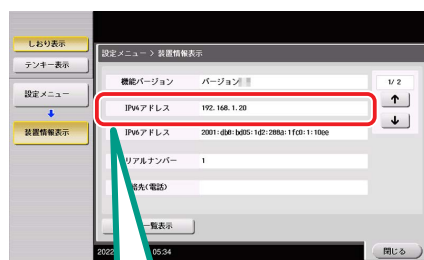 しおり表示
テンキー表示
設定メニュー
装置情報表示
設定メニュー > 装置情報表示
機能バージョン バージョン
IPv4アドレス 192.168.1.20
IPv6アドレス 2001:db8:bd05:1d2:288a:1fc0:1:10ee
リアルナンバー 1
絡先(電話)
一覧表示
1/ 2
2022 05:34
閉じる